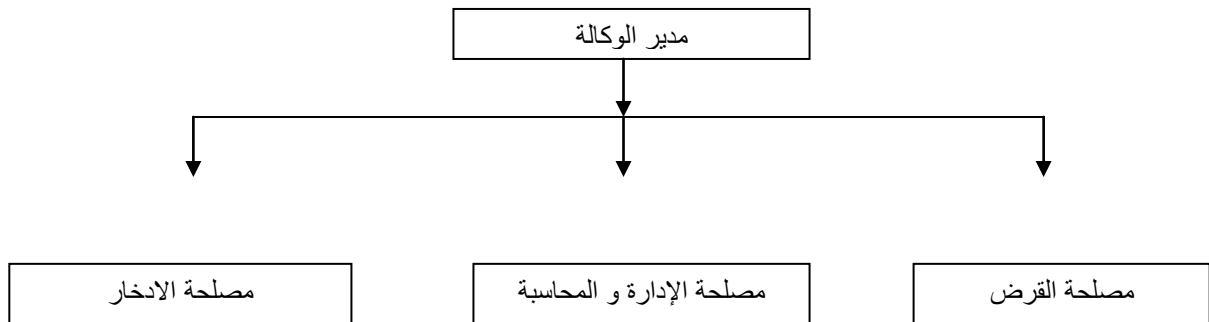 مدير الوكالة
مصلحة القرض
مصلحة الإدارة و المحاسبة
مصلحة الادخار